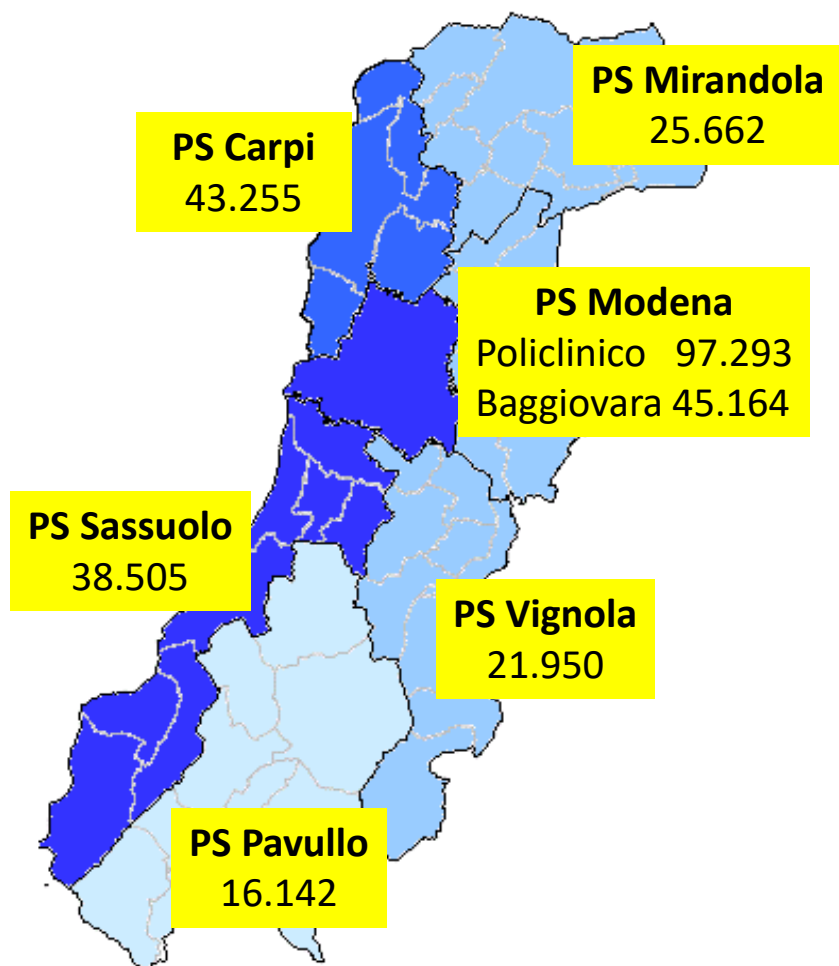 PS Mirandola
25.662
PS Carpi
43.255
PS Modena
Policlinico 97.293
Baggiovara 45.164
PS Sassuolo
38.505
PS Vignola
21.950
PS Pavullo
16.142